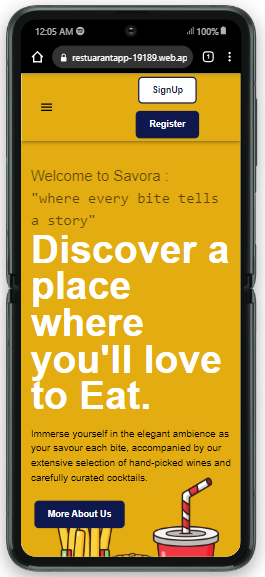 12:05 AM
100%
restuarantapp-19189.web.ap
1
SignUp
Register
Welcome to Savora :
"where every bite tells
a story"
Discover a
place
where
you'll love
to Eat.
Immerse yourself in the elegant ambience as
your savour each bite, accompanied by our
extensive selection of hand-picked wines and
carefully curated cocktails.
More About Us